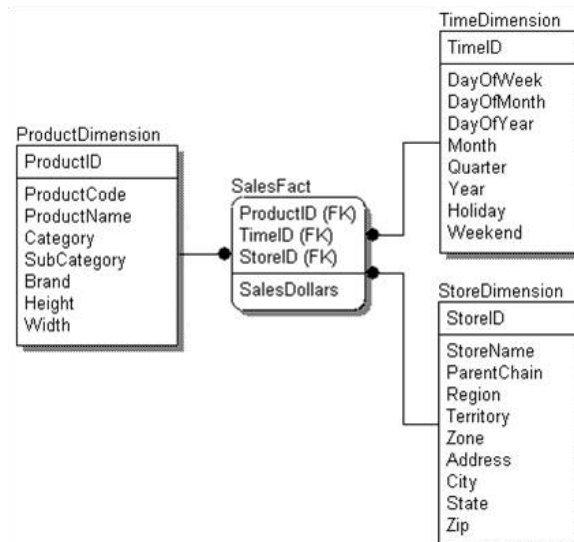 ProductDimension
ProductID
ProductCode
ProductName
Category
SubCategory
Brand
Height
Width
SalesFact
ProductID (FK)
TimeID (FK)
StoreID (FK)
SalesDollars
TimeDimension
TimeID
DayOfWeek
DayOfMonth
DayOfYear
Month
Quarter
Year
Holiday
Weekend
StoreDimension
StoreID
StoreName
ParentChain
Region
Territory
Zone
Address
City
State
Zip